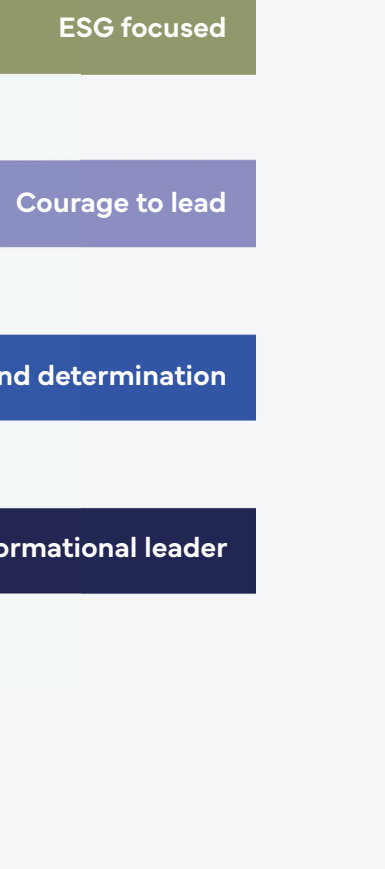 ESG focused
Courage to lead
nd determination
ormational leader